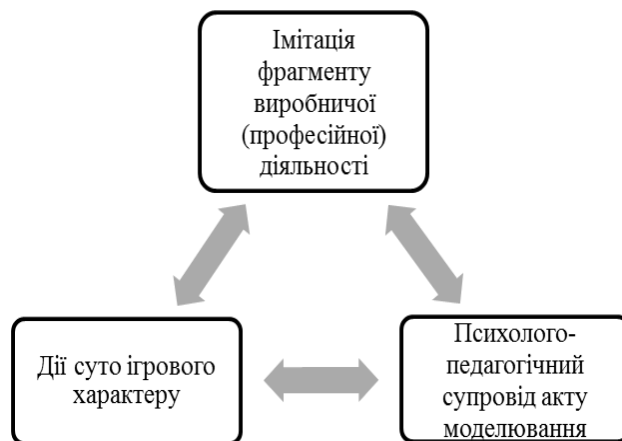 Імітація
фрагменту
виробничої
(професійної)
діяльності
Дії суто ігрового
характеру
Психолого-
педагогічний
супровід акту
моделювання